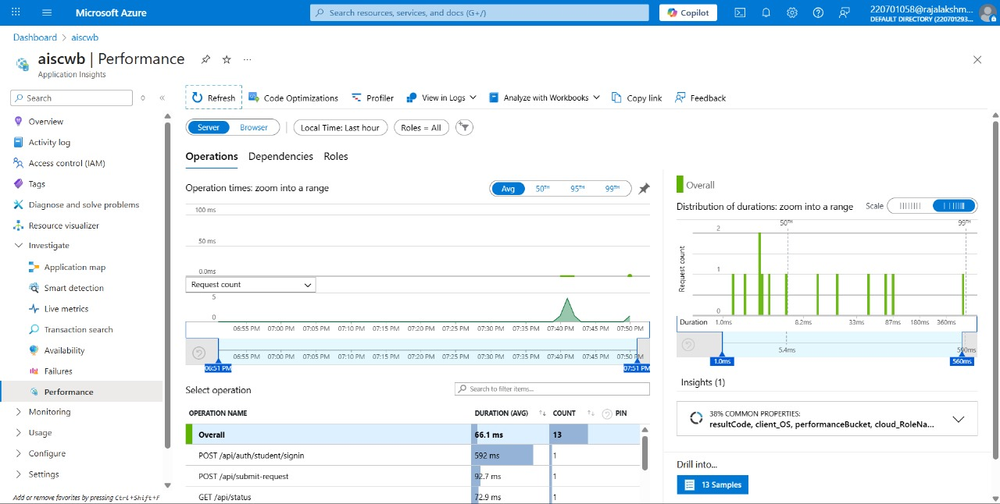 Microsoft Azure
Search resources, services, and docs (G+/)
Copilot
220701058@rajalakshm...
DEFAULT DIRECTORY (220701293...
Dashboard > aiscwb
aiscwb | Performance
Application Insights
Search
Refresh
Code Optimizations
Profiler
View in Logs
Analyze with Workbooks
Copy link
Feedback
Overview
Activity log
Access control (IAM)
Tags
Diagnose and solve problems
Resource visualizer
Investigate
Application map
Smart detection
Live metrics
Transaction search
Availability
Failures
Performance
Monitoring
Usage
Configure
Settings
Add or remove favorites by pressing Ctrl+Shift+F
Server
Browser
Local Time: Last hour
Roles = All
Operations
Dependencies
Roles
Operation times: zoom into a range
Avg
50TH
95TH
99TH
100 ms
50 ms
0.0ms
Request count
5
0
06:55 PM 07:00 PM 07:05 PM 07:10 PM 07:15 PM 07:20 PM 07:25 PM 07:30 PM 07:35 PM 07:40 PM 07:45 PM 07:50 PM
06:55 PM 07:00 PM 07:05 PM 07:10 PM 07:15 PM 07:20 PM 07:25 PM 07:30 PM 07:35 PM 07:40 PM 07:45 PM 07:50 PM
06:51 PM
07:51 PM
Select operation
Search to filter items...
OPERATION NAME DURATION (AVG) COUNT PIN
Overall 66.1 ms 13
POST /api/auth/student/signin 592 ms 1
POST /api/submit-request 92.7 ms 1
GET /api/status 72.9 ms 1
Overall
Distribution of durations: zoom into a range
Scale
50TH
99TH
Request count
2
1
0
Duration 1.0ms 8.2ms 33ms 87ms 180ms 360ms
5.4ms
590ms
1.0ms
560ms
Insights (1)
38% COMMON PROPERTIES:
resultCode, client_OS, performanceBucket, cloud_RoleNa...
Drill into...
13 Samples